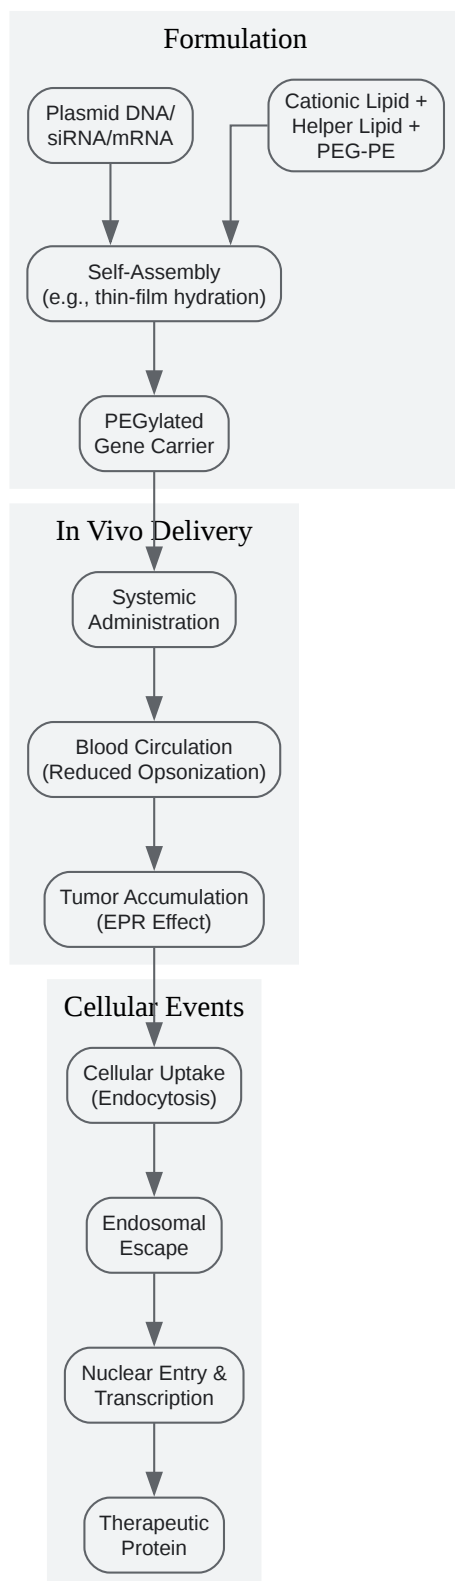 Formulation
Plasmid DNA/
siRNA/mRNA
Cationic Lipid +
Helper Lipid +
PEG-PE
Self-Assembly
(e.g., thin-film hydration)
PEGylated
Gene Carrier
In Vivo Delivery
Systemic
Administration
Blood Circulation
(Reduced Opsonization)
Tumor Accumulation
(EPR Effect)
Cellular Events
Cellular Uptake
(Endocytosis)
Endosomal
Escape
Nuclear Entry &
Transcription
Therapeutic
Protein